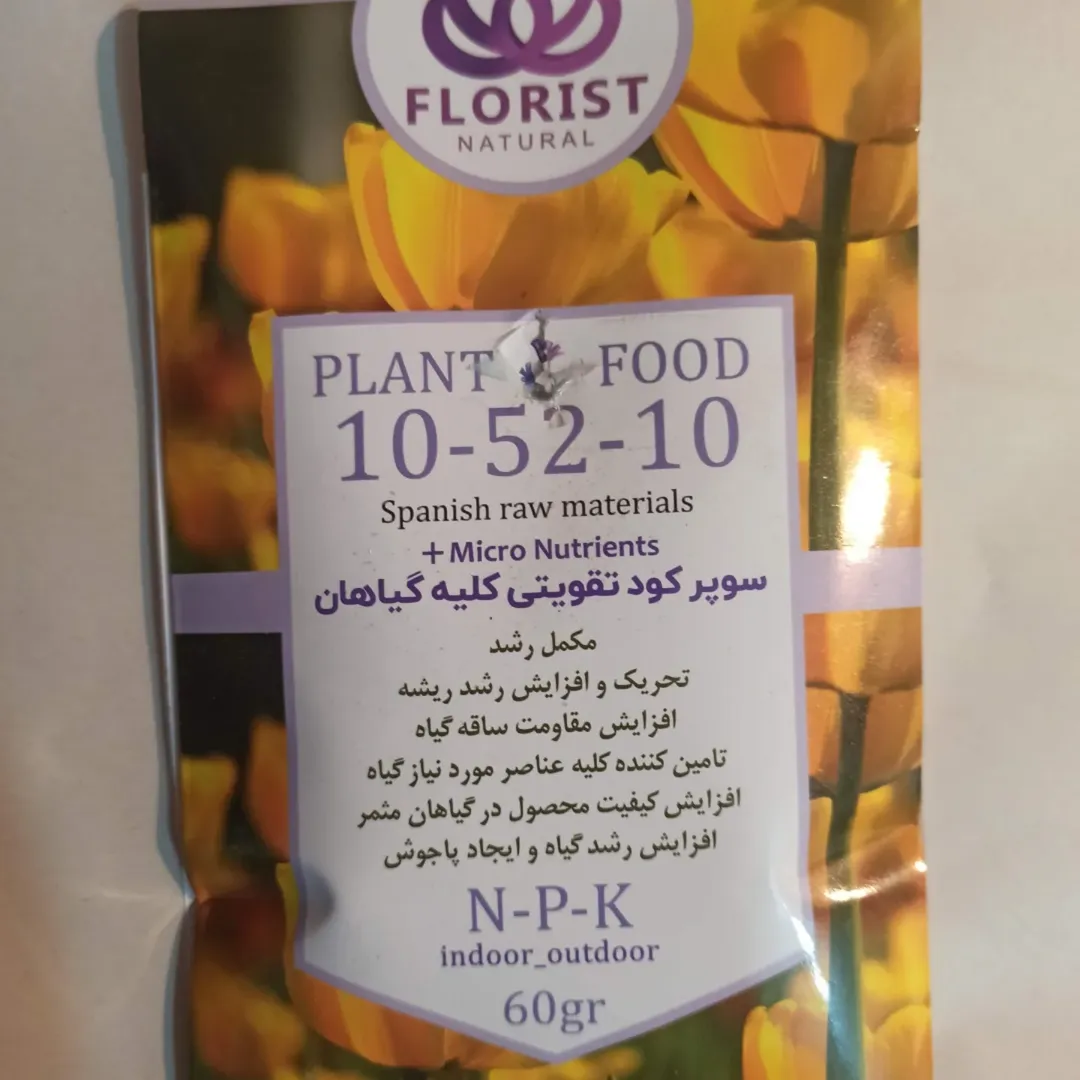 FLORIST
NATURAL
PLANT FOOD
10-52-10
Spanish raw materials
+Micro Nutrients
سوپر کود تقویتی کلیه گیاهان
مکمل رشد
تحریک و افزایش رشد ریشه
افزایش مقاومت ساقه گیاه
تامین کننده کلیه عناصر مورد نیاز گیاه
افزایش کیفیت محصول در گیاهان مثمر
افزایش رشد گیاه و ایجاد پاجوش
N-P-K
indoor_outdoor
60gr